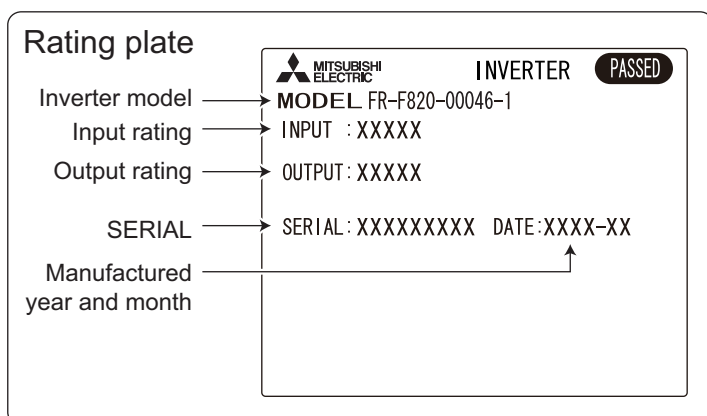 Rating plate
MITSUBISHI
ELECTRIC
INVERTER PASSED
Inverter model MODEL FR-F820-00046-1
Input rating INPUT :XXXXX
Output rating OUTPUT:XXXXX
SERIAL SERIAL:XXXXXXXXX DATE:XXXX-XX
Manufactured
year and month